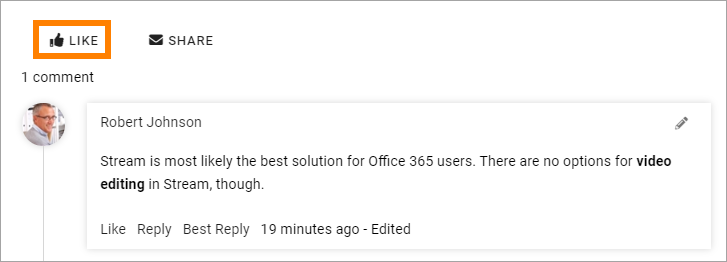 LIKE SHARE
1 comment
Robert Johnson
Stream is most likely the best solution for Office 365 users. There are no options for video
editing in Stream, though.
Like Reply Best Reply 19 minutes ago - Edited